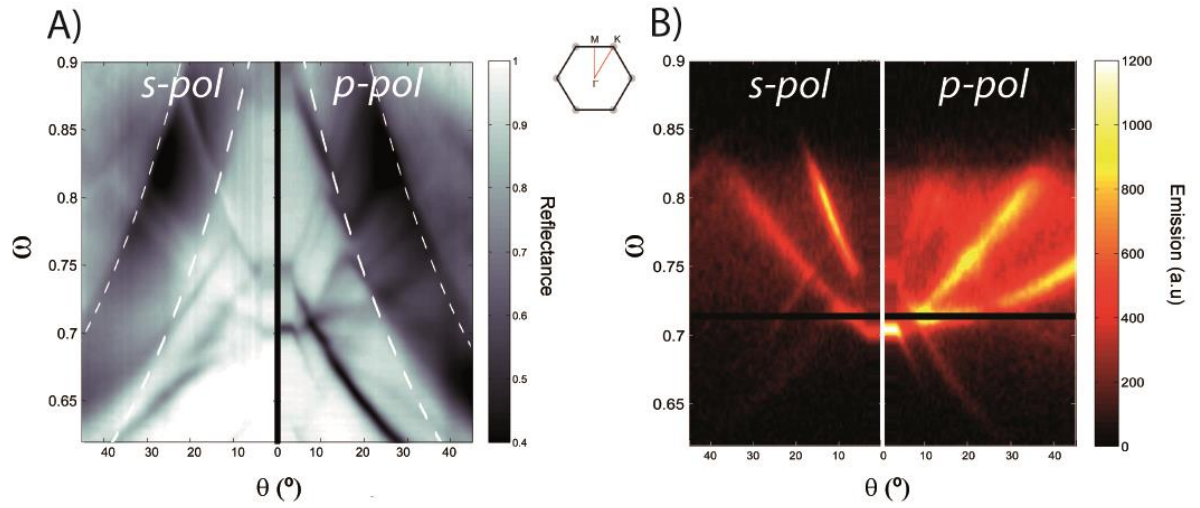 A)
s-pol
p-pol
0.9
0.85
0.8
0.75
0.7
0.65
ω
40
30
20
10
0
10
20
30
40
θ (º)
1
0.9
0.8
0.7
0.6
0.5
0.4
Reflectance
M
K
Γ
B)
s-pol
p-pol
0.9
0.85
0.8
0.75
0.7
0.65
ω
40
30
20
10
0
10
20
30
40
θ (º)
1200
1000
800
600
400
200
0
Emission (a.u)